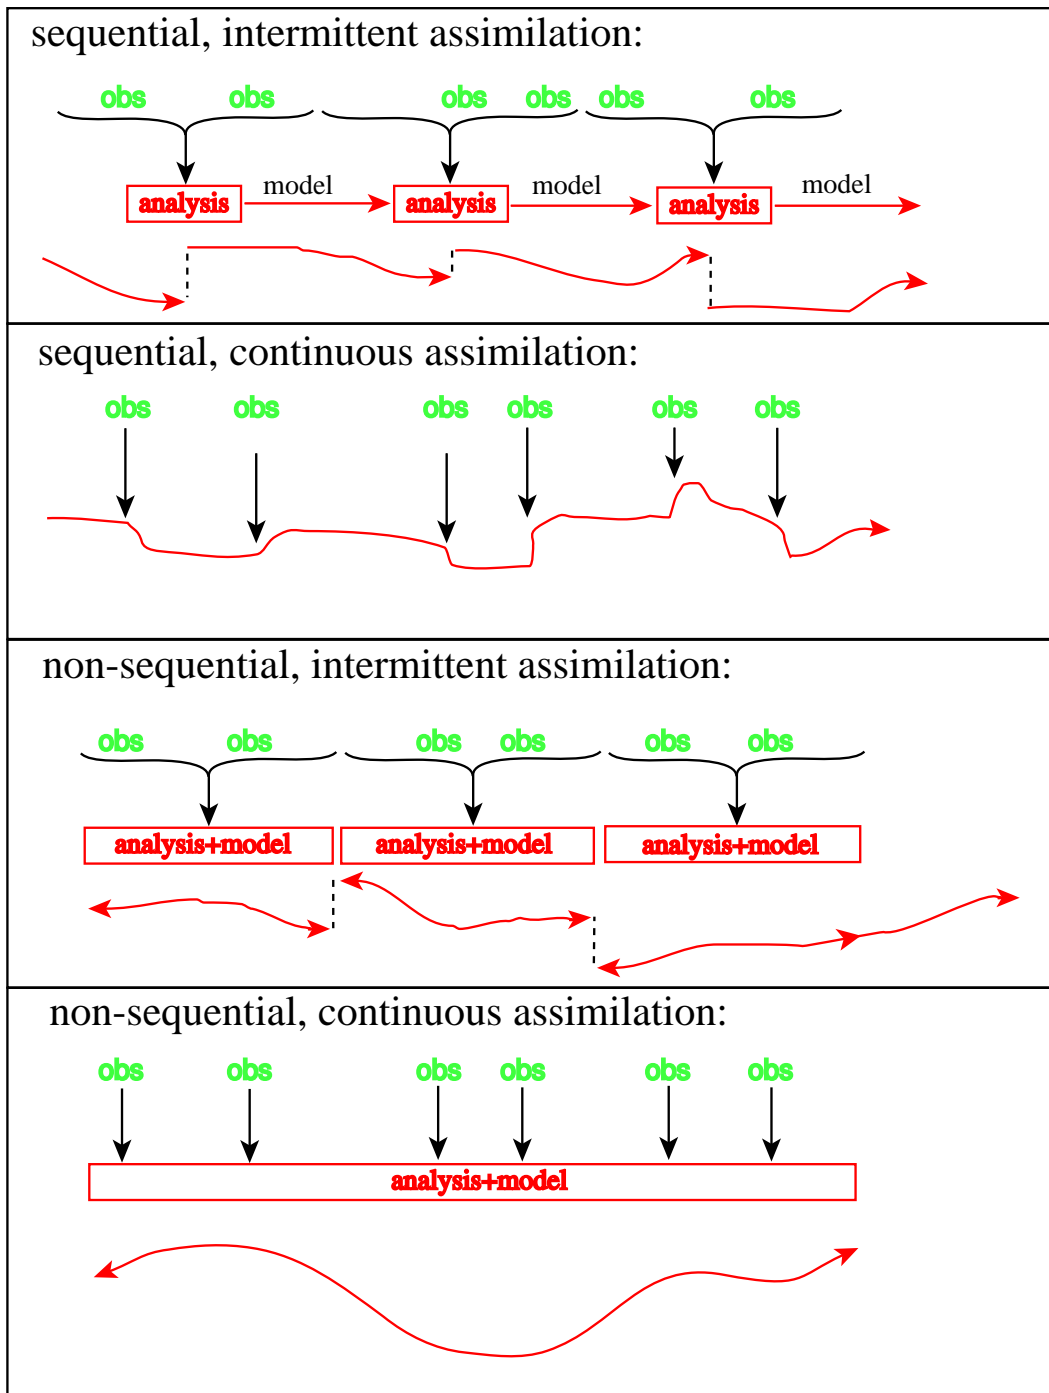 sequential, intermittent assimilation:
obs obs obs obs obs obs
model model model
analysis analysis analysis
sequential, continuous assimilation:
obs obs obs obs obs obs
non-sequential, intermittent assimilation:
obs obs obs obs obs obs
analysis+model analysis+model analysis+model
non-sequential, continuous assimilation:
obs obs obs obs obs obs
analysis+model